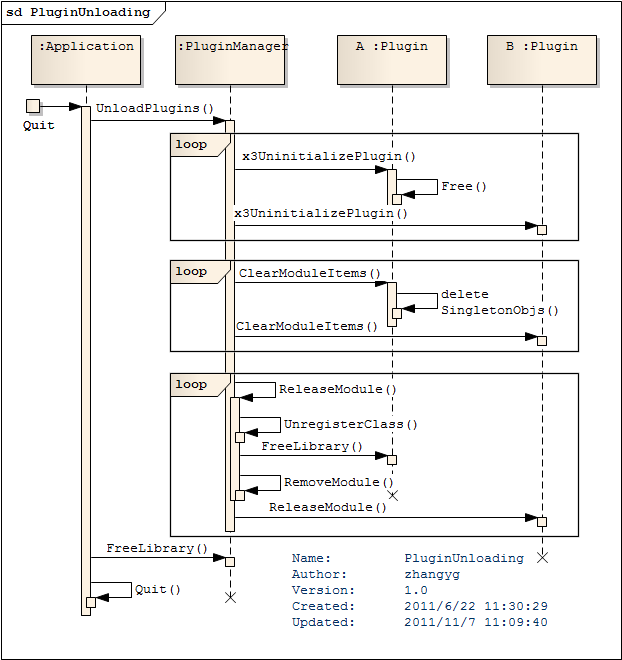 sd PluginUnloading
:Application
:PluginManager
A :Plugin
B :Plugin
Quit
UnloadPlugins()
loop
x3UninitializePlugin()
Free()
x3UninitializePlugin()
loop
ClearModuleItems()
delete
SingletonObjs()
ClearModuleItems()
loop
ReleaseModule()
UnregisterClass()
FreeLibrary()
RemoveModule()
ReleaseModule()
FreeLibrary()
Quit()
Name: PluginUnloading
Author: zhangyg
Version: 1.0
Created: 2011/6/22 11:30:29
Updated: 2011/11/7 11:09:40